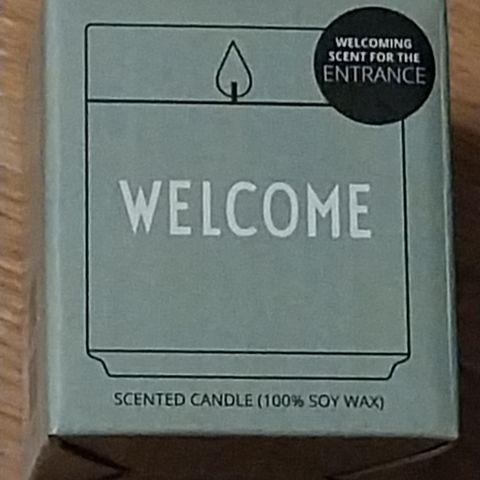 WELCOMING
SCENT FOR THE
ENTRANCE
WELCOME
SCENTED CANDLE (100% SOY WAX)